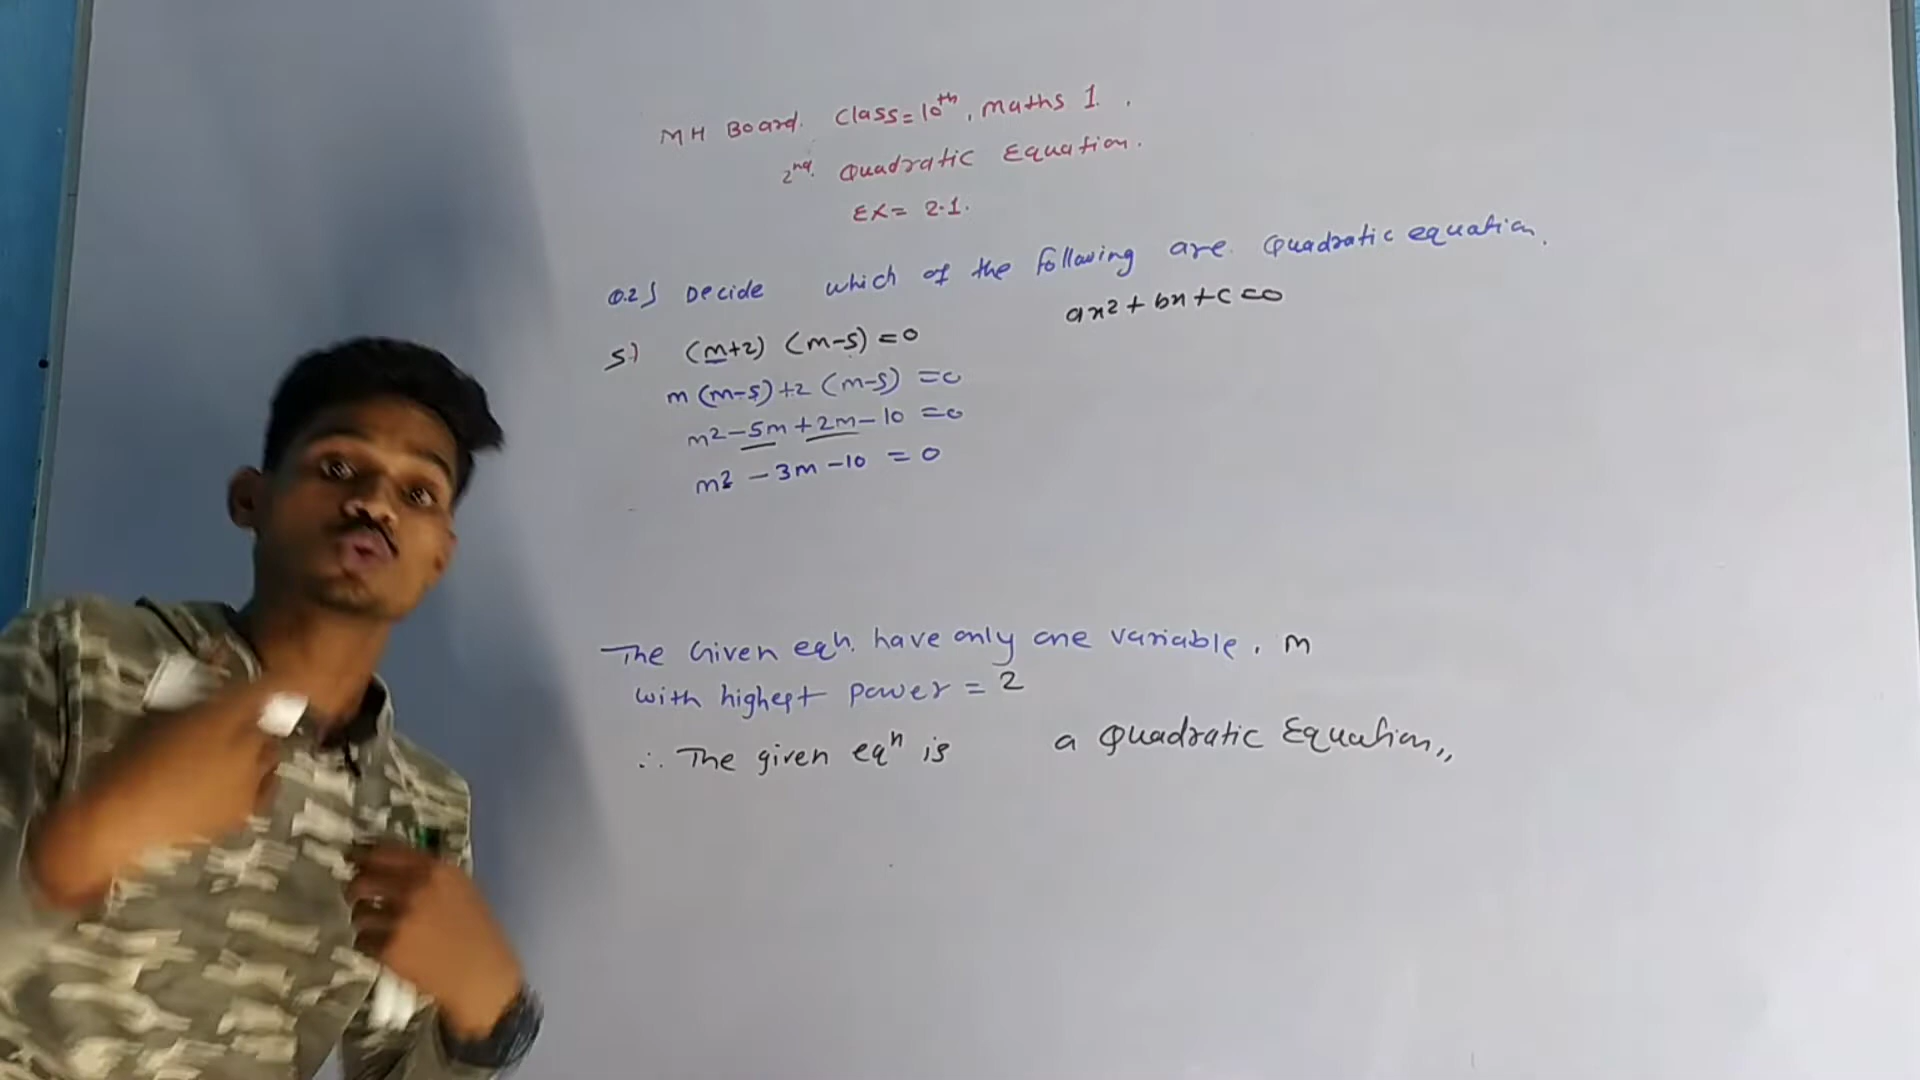 MH Board. Class=10th, maths 1.
2nd. Quadratic Equation.
EX= 2.1.
Q.2] Decide which of the following are Quadratic equation.
ax²+bx+c=0
5) (m+2) (m-5)=0
m(m-5)+2(m-5)=0
m²-5m+2m-10=0
m²-3m-10=0
The Given eqn. have only one variable. m
with highest power=2
∴ The given eqn is a Quadratic Equation,,